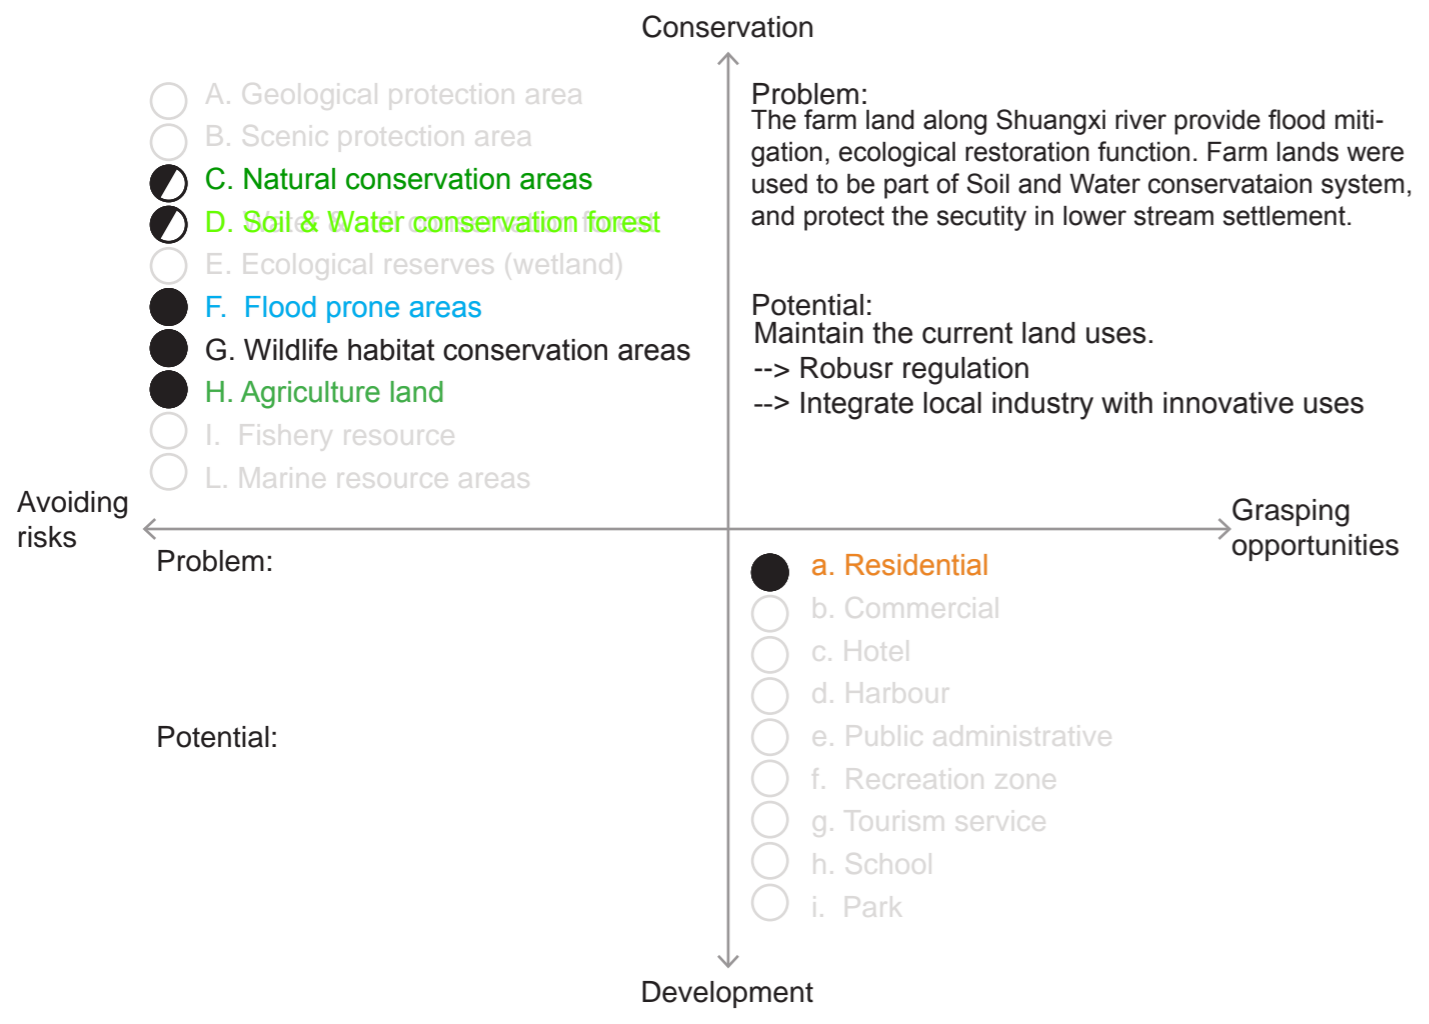 Conservation
A. Geological protection area
B. Scenic protection area
C. Natural conservation areas
D. Soil & Water conservation forest
E. Ecological reserves (wetland)
F. Flood prone areas
G. Wildlife habitat conservation areas
H. Agriculture land
I. Fishery resource
L. Marine resource areas
Problem:
The farm land along Shuangxi river provide flood miti-
gation, ecological restoration function. Farm lands were
used to be part of Soil and Water conservataion system,
and protect the secutity in lower stream settlement.
Potential:
Maintain the current land uses.
--> Robusr regulation
--> Integrate local industry with innovative uses
Avoiding
risks
Grasping
opportunities
Problem:
Potential:
a. Residential
b. Commercial
c. Hotel
d. Harbour
e. Public administrative
f. Recreation zone
g. Tourism service
h. School
i. Park
Development